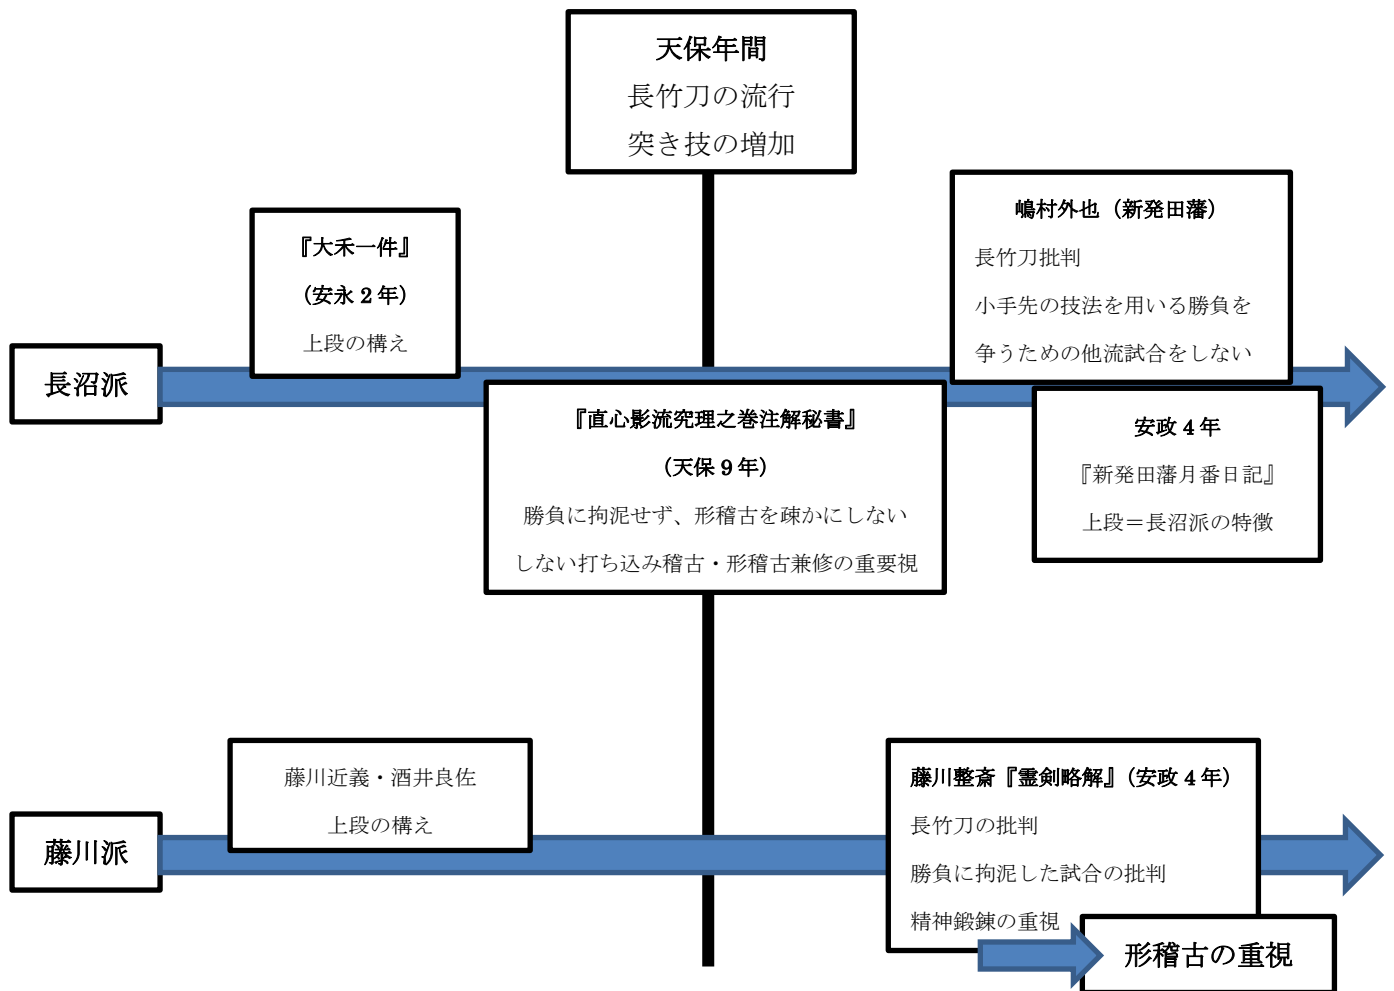 天保年間
長竹刀の流行
突き技の増加
『大禾一件』
(安永 2 年)
上段の構え
嶋村外也(新発田藩)
長竹刀批判
小手先の技法を用いる勝負を
争うための他流試合をしない
長沼派
『直心影流究理之巻注解秘書』
(天保 9 年)
勝負に拘泥せず、形稽古を疎かにしない
しない打ち込み稽古・形稽古兼修の重要視
安政 4 年
『新発田藩月番日記』
上段＝長沼派の特徴
藤川近義・酒井良佐
上段の構え
藤川派
藤川整斎『霊剣略解』(安政 4 年)
長竹刀の批判
勝負に拘泥した試合の批判
精神鍛錬の重視
形稽古の重視